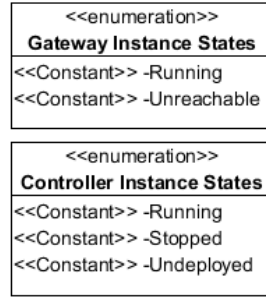 <<enumeration>>
Gateway Instance States
<<Constant>> -Running
<<Constant>> -Unreachable
<<enumeration>>
Controller Instance States
<<Constant>> -Running
<<Constant>> -Stopped
<<Constant>> -Undeployed